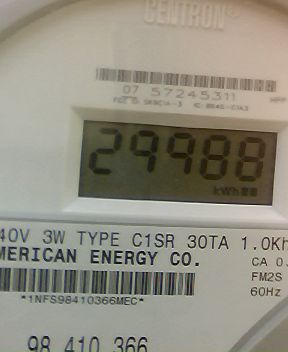 CENTRON®
07 57245311
29988
kWh
40V 3W TYPE C1SR 30TA 1.0Kh
MERICAN ENERGY CO.
CA 0.
FM2S
*1NFS98410366MEC*
60Hz
98 410 366